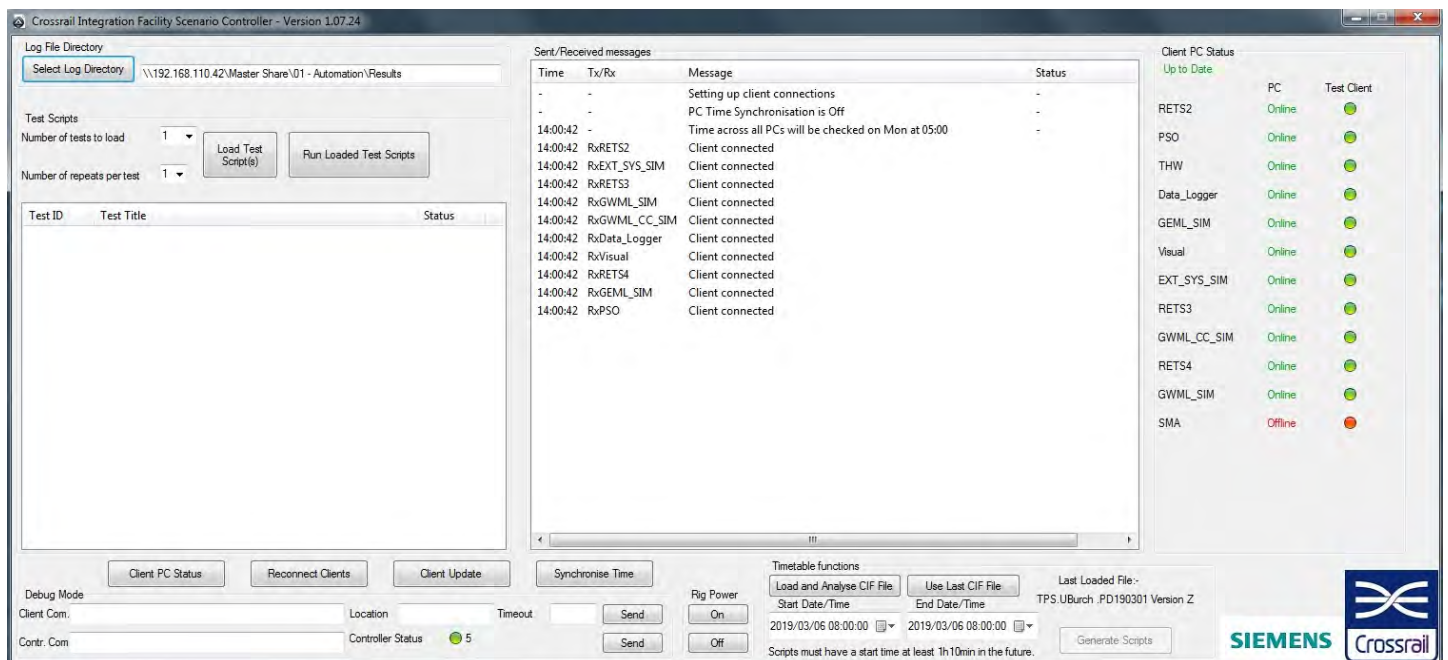 Crossrail Integration Facility Scenario Controller - Version 1.07.24
Log File Directory
Select Log Directory \\192.168.110.42\Master Share\01 - Automation\Results
Test Scripts
Number of tests to load 1
Load Test Script(s)
Run Loaded Test Scripts
Number of repeats per test 1
Test ID Test Title Status
Sent/Received messages
Time Tx/Rx Message Status
- - Setting up client connections -
- - PC Time Synchronisation is Off -
14:00:42 - Time across all PCs will be checked on Mon at 05:00 -
14:00:42 RxRETS2 Client connected
14:00:42 RxEXT_SYS_SIM Client connected
14:00:42 RxRETS3 Client connected
14:00:42 RxGWML_SIM Client connected
14:00:42 RxGWML_CC_SIM Client connected
14:00:42 RxData_Logger Client connected
14:00:42 RxVisual Client connected
14:00:42 RxRETS4 Client connected
14:00:42 RxGEML_SIM Client connected
14:00:42 RxPSO Client connected
Client PC Status
Up to Date
PC Test Client
RETS2 Online
PSO Online
THW Online
Data_Logger Online
GEML_SIM Online
Visual Online
EXT_SYS_SIM Online
RETS3 Online
GWML_CC_SIM Online
RETS4 Online
GWML_SIM Online
SMA Offline
Client PC Status Reconnect Clients Client Update Synchronise Time
Debug Mode
Client Com. Location Timeout Send
Contr. Com Controller Status 5 Send
Rig Power
On
Off
Timetable functions
Load and Analyse CIF File Use Last CIF File
Last Loaded File:-
TPS.UBurch .PD190301 Version Z
Start Date/Time End Date/Time
2019/03/06 08:00:00 2019/03/06 08:00:00
Generate Scripts
Scripts must have a start time at least 1h10min in the future.
SIEMENS
Crossrail